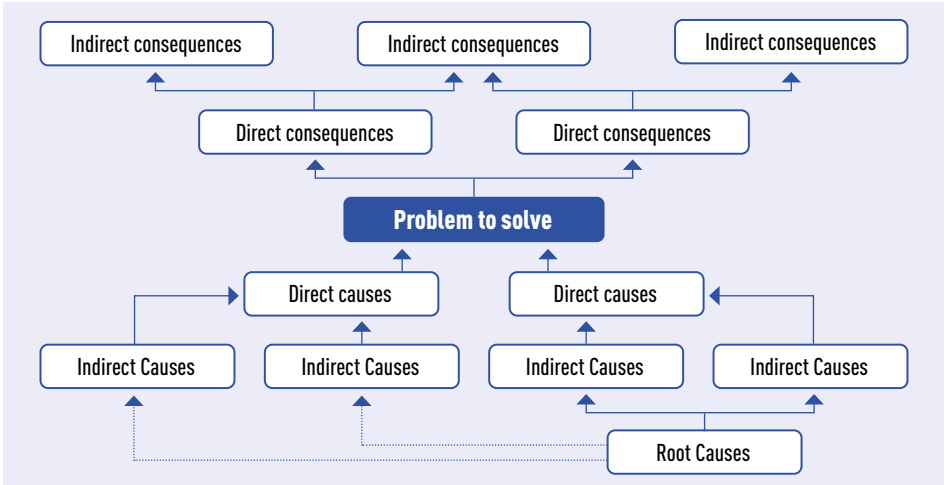 Indirect consequences
Indirect consequences
Indirect consequences
Direct consequences
Direct consequences
Problem to solve
Direct causes
Direct causes
Indirect Causes
Indirect Causes
Indirect Causes
Indirect Causes
Root Causes